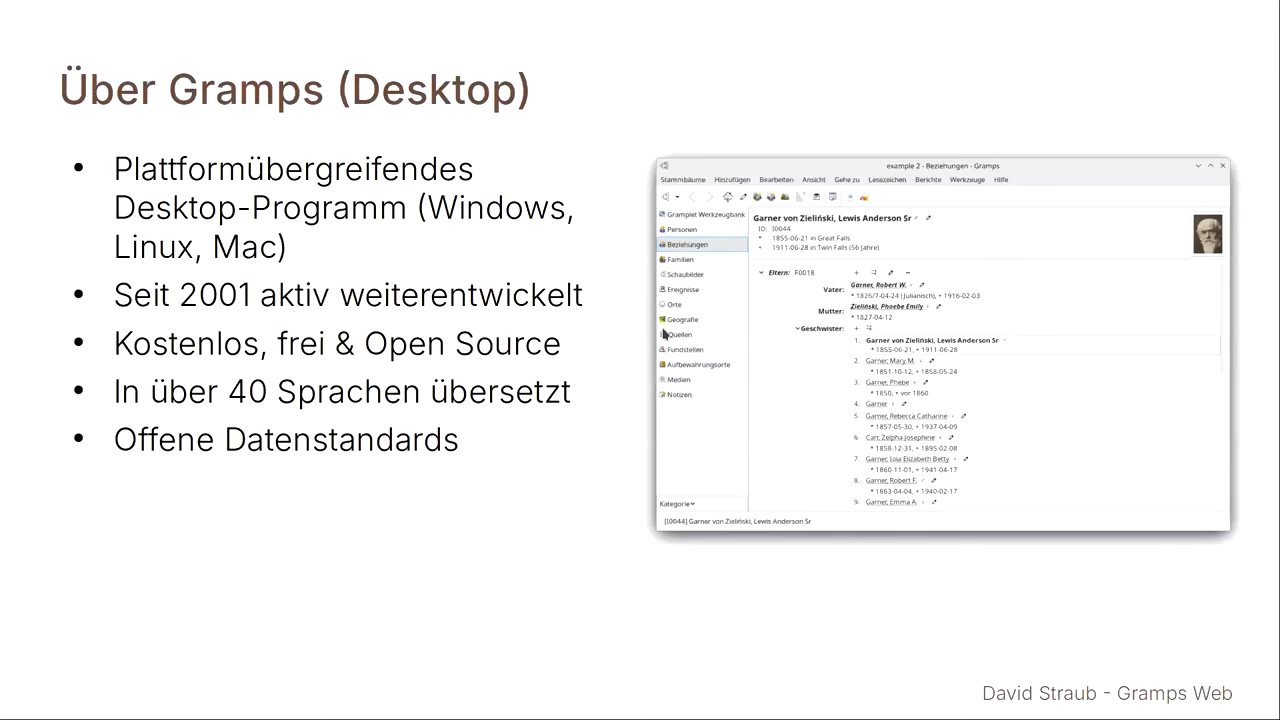 Über Gramps (Desktop)
• Plattformübergreifendes
Desktop-Programm (Windows,
Linux, Mac)
• Seit 2001 aktiv weiterentwickelt
• Kostenlos, frei & Open Source
• In über 40 Sprachen übersetzt
• Offene Datenstandards
example 2 - Beziehungen - Gramps
Stammbäume Hinzufügen Bearbeiten Ansicht Gehe zu Lesezeichen Berichte Werkzeuge Hilfe
Gramplet Werkzeugbank
Personen
Beziehungen
Familien
Schaubilder
Ereignisse
Orte
Geografie
Quellen
Fundstellen
Aufbewahrungsorte
Medien
Notizen
Kategorie
Garner von Zieliński, Lewis Anderson Sr
ID: I0044
* 1855-06-21 in Great Falls
+ 1911-06-28 in Twin Falls (56 Jahre)
Eltern: F0018
Vater: Garner, Robert W.
* 1826/7-04-24 (Julianisch), + 1916-02-03
Mutter: Zieliński, Phoebe Emily
* 1827-04-12
Geschwister:
1. Garner von Zieliński, Lewis Anderson Sr
* 1855-06-21, + 1911-06-28
2. Garner, Mary M.
* 1851-10-12, + 1858-05-24
3. Garner, Phebe
* 1850, + vor 1860
4. Garner
5. Garner, Rebecca Catharine
* 1857-05-30, + 1937-04-09
6. Carr, Zelpha Josephine
* 1858-12-31, + 1895-02-08
7. Garner, Iola Elizabeth Betty
* 1860-11-01, + 1941-04-17
8. Garner, Robert F.
* 1863-04-04, + 1940-02-17
9. Garner, Emma A.
[I0044] Garner von Zieliński, Lewis Anderson Sr
David Straub - Gramps Web